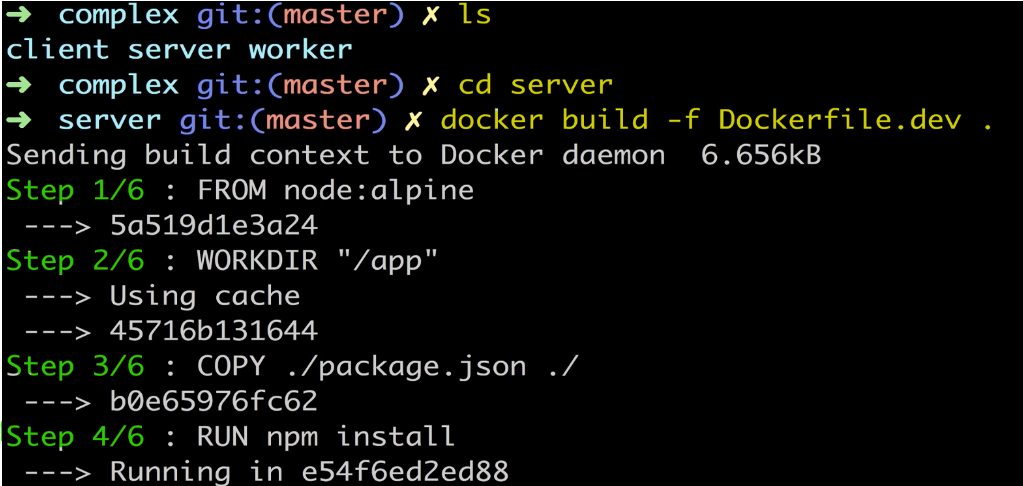 ➜  complex git:(master) ✗ ls
client server worker
➜  complex git:(master) ✗ cd server
➜  server git:(master) ✗ docker build -f Dockerfile.dev .
Sending build context to Docker daemon  6.656kB
Step 1/6 : FROM node:alpine
 ---> 5a519d1e3a24
Step 2/6 : WORKDIR "/app"
 ---> Using cache
 ---> 45716b131644
Step 3/6 : COPY ./package.json ./
 ---> b0e65976fc62
Step 4/6 : RUN npm install
 ---> Running in e54f6ed2ed88